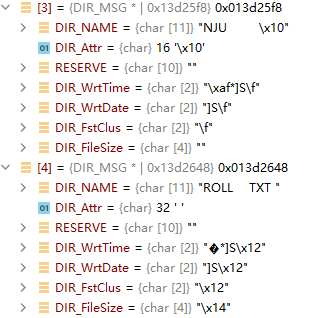 [3] = {DIR_MSG * | 0x13d25f8} 0x013d25f8
DIR_NAME = {char [11]} "NJU        \x10"
DIR_Attr = {char} 16 '\x10'
RESERVE = {char [10]} ""
DIR_WrtTime = {char [2]} "\xaf*]S\f"
DIR_WrtDate = {char [2]} "]S\f"
DIR_FstClus = {char [2]} "\f"
DIR_FileSize = {char [4]} ""
[4] = {DIR_MSG * | 0x13d2648} 0x013d2648
DIR_NAME = {char [11]} "ROLL    TXT "
DIR_Attr = {char} 32 ' '
RESERVE = {char [10]} ""
DIR_WrtTime = {char [2]} "�*]S\x12"
DIR_WrtDate = {char [2]} "]S\x12"
DIR_FstClus = {char [2]} "\x12"
DIR_FileSize = {char [4]} "\x14"